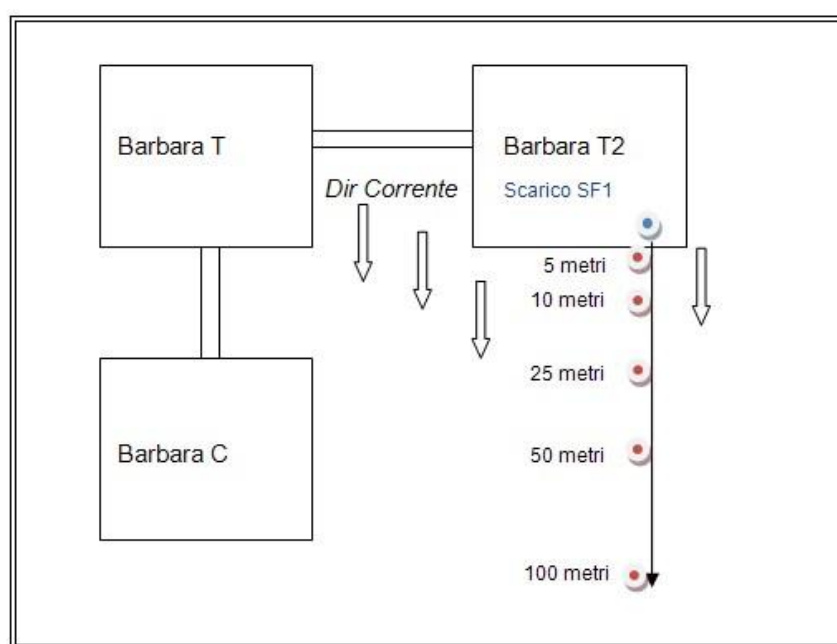 Barbara T
Barbara T2
Dir Corrente
Scarico SF1
5 metri
10 metri
25 metri
Barbara C
50 metri
100 metri